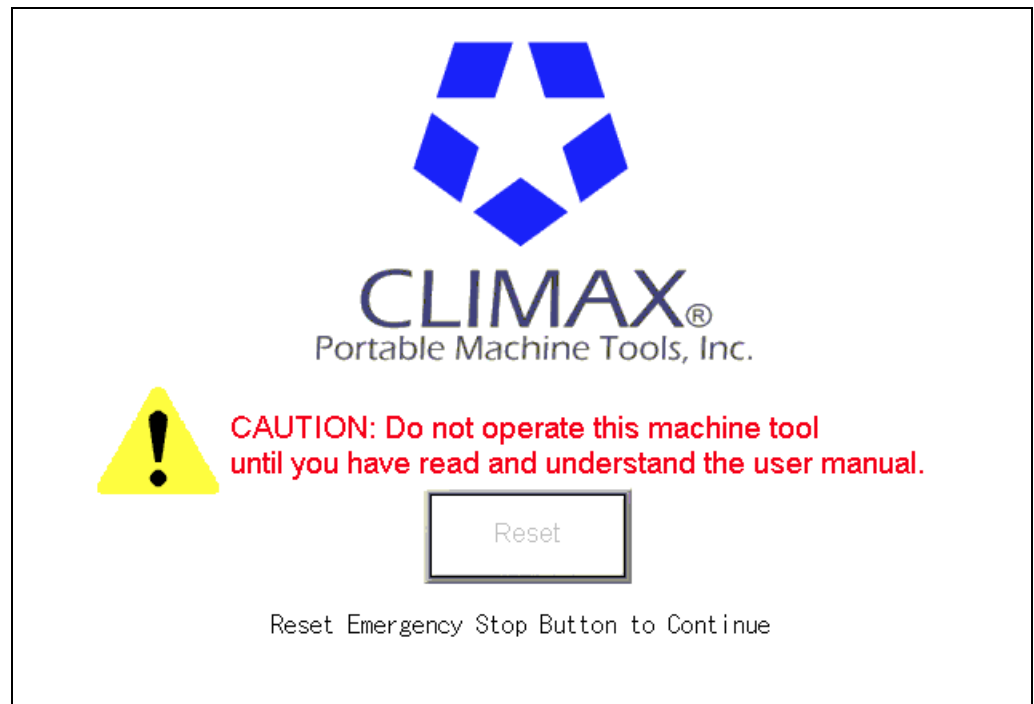 CLIMAX®
Portable Machine Tools, Inc.
CAUTION: Do not operate this machine tool
until you have read and understand the user manual.
Reset
Reset Emergency Stop Button to Continue